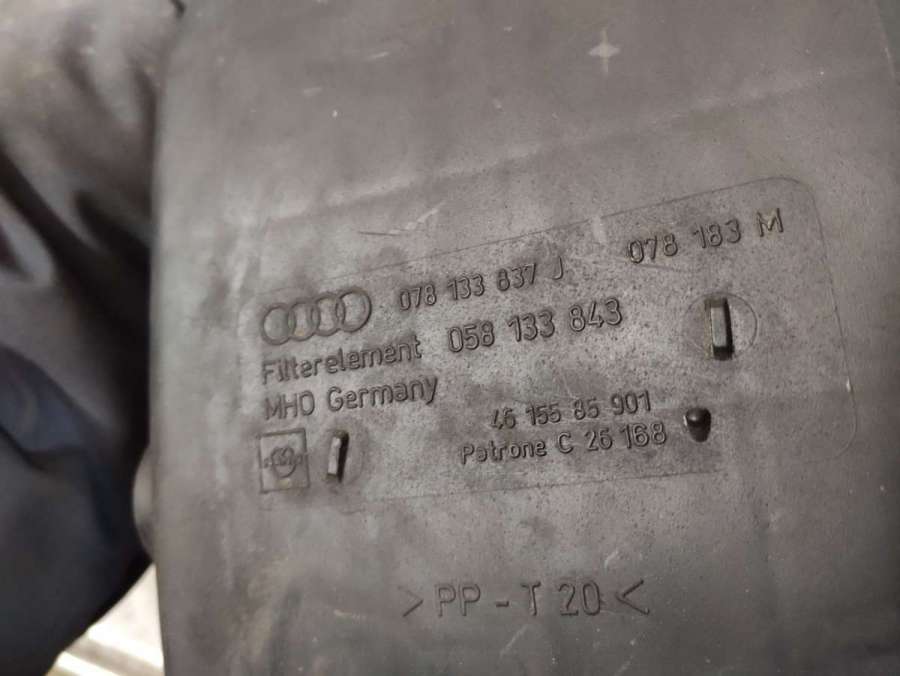 078 133 837 J 078 183 M
Filterelement 058 133 843
MHD Germany
46 155 85 901
Patrone C 26 168
>PP-T 20<